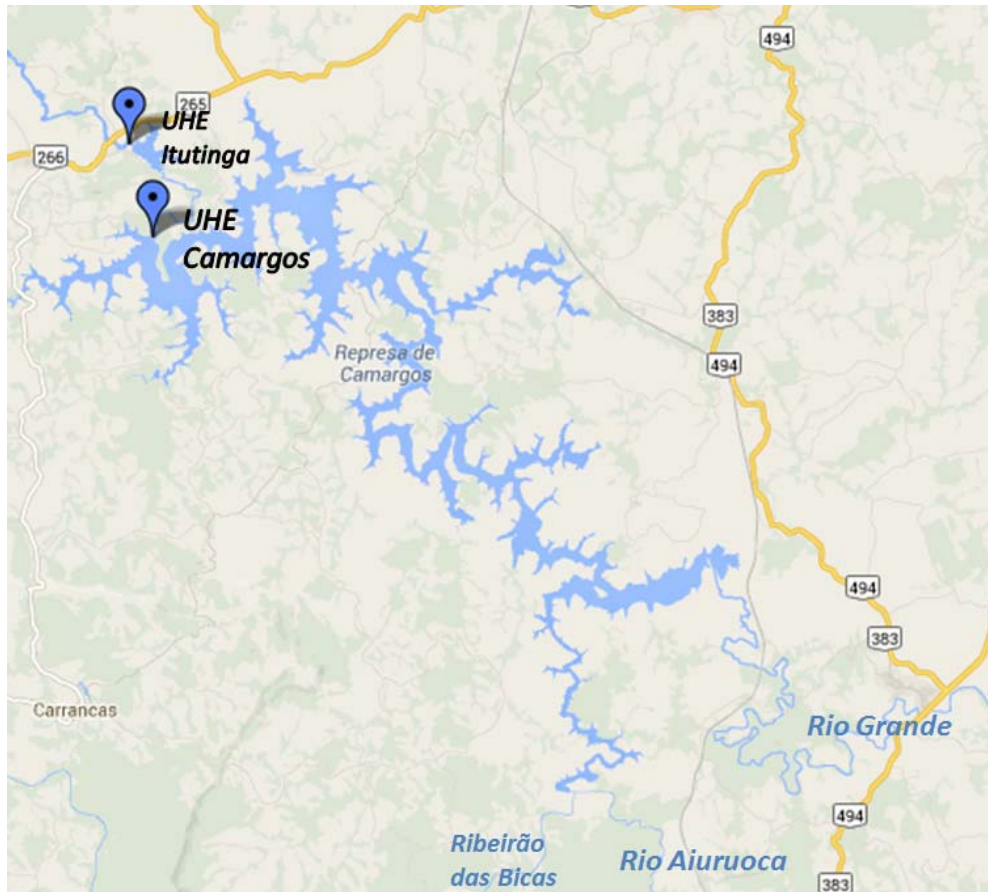 494
265
UHE
Itutinga
266
UHE
Camargos
383
Represa de
Camargos
494
494
383
Carrancas
Rio Grande
494
Ribeirão
das Bicas
Rio Aiuruoca
383